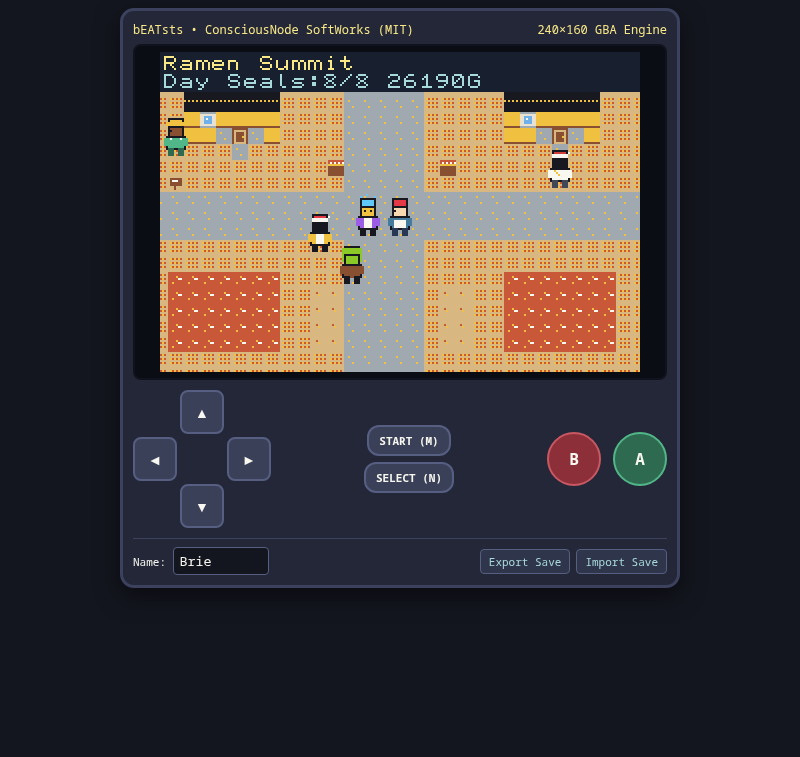 bEATsts • ConsciousNode SoftWorks (MIT)
240×160 GBA Engine
Ramen Summit
Day Seals:8/8 26190G
▲
◀
▶
▼
START (M)
SELECT (N)
B
A
Name:
Brie
Export Save
Import Save